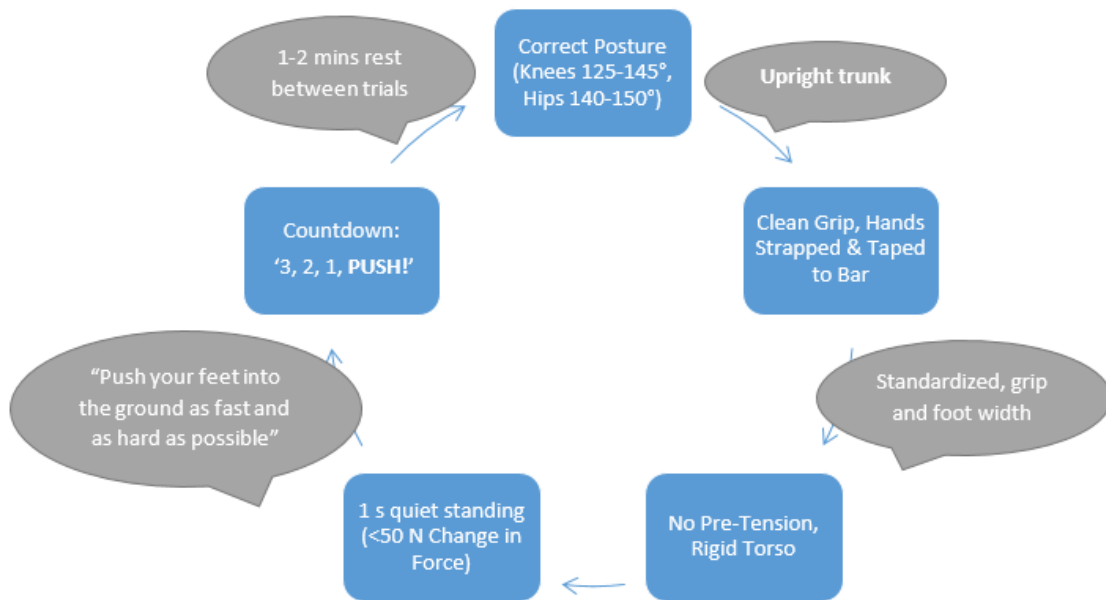 Correct Posture
(Knees 125-145°,
Hips 140-150°)
Upright trunk
Clean Grip, Hands
Strapped & Taped
to Bar
Standardized, grip
and foot width
No Pre-Tension,
Rigid Torso
1 s quiet standing
(<50 N Change in
Force)
“Push your feet into
the ground as fast and
as hard as possible”
Countdown:
‘3, 2, 1, PUSH!’
1-2 mins rest
between trials